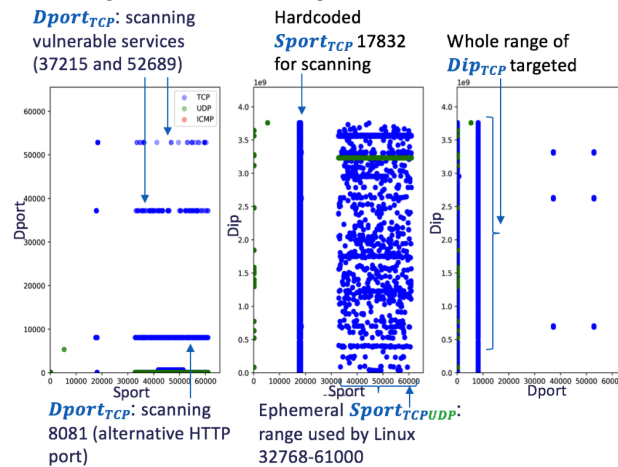 Dport_TCP: scanning
vulnerable services
(37215 and 52689)
Hardcoded
Sport_TCP 17832
for scanning
Whole range of
Dip_TCP targeted
TCP
UDP
ICMP
60000
50000
40000
30000
20000
10000
0
Dport
0 10000 20000 30000 40000 50000 60000
Sport
1e9
4.0
3.5
3.0
2.5
2.0
1.5
1.0
0.5
0.0
Dip
0 10000 20000 30000 40000 50000 60000
Sport
1e9
4.0
3.5
3.0
2.5
2.0
1.5
1.0
0.5
0.0
Dip
0 10000 20000 30000 40000 50000 60000
Dport
Dport_TCP: scanning
8081 (alternative HTTP
port)
Ephemeral Sport_TCPUDP:
range used by Linux
32768-61000